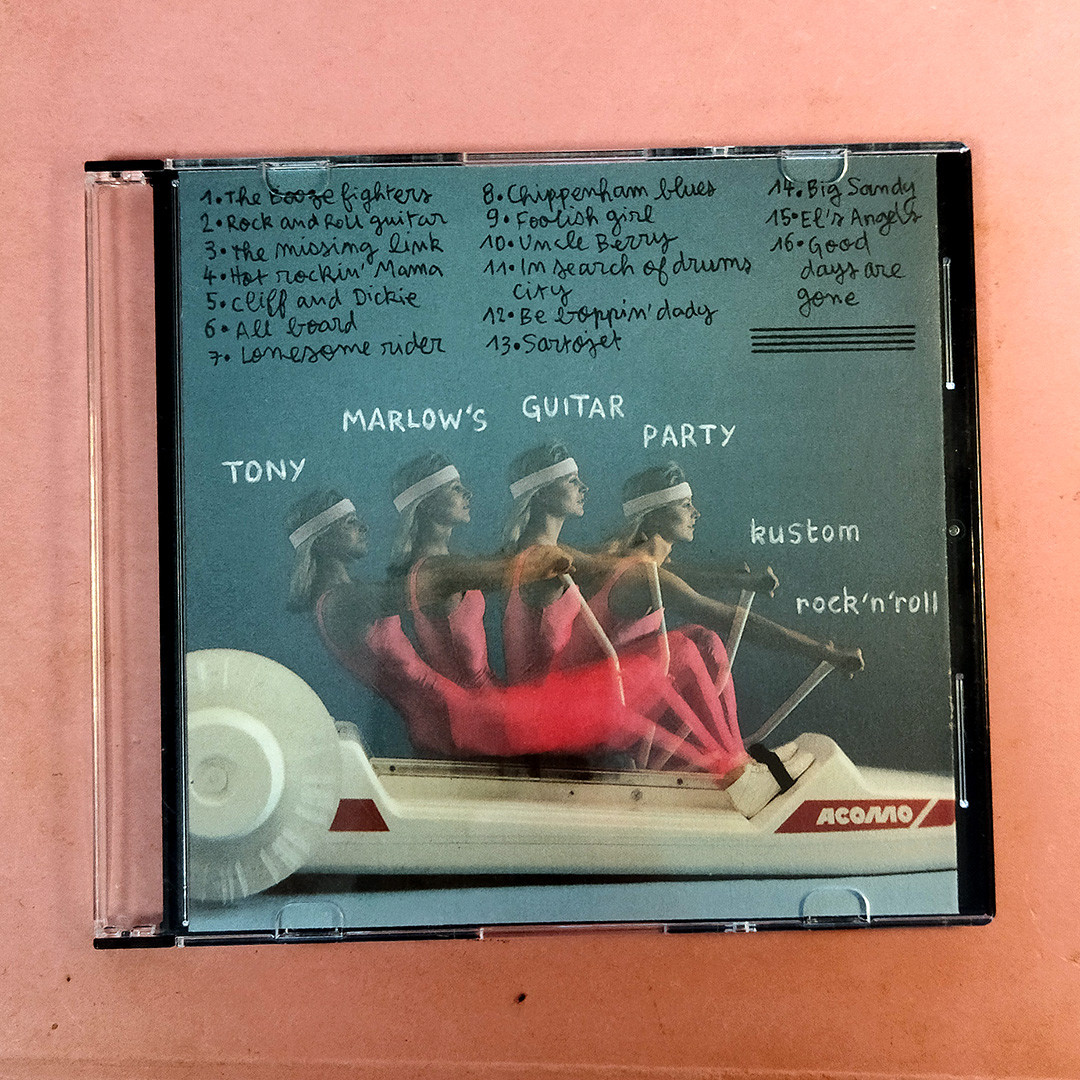 1. The Booze fighters
2. Rock and Roll guitar
3. the missing link
4. Hot rockin' Mama
5. Cliff and Dickie
6. All board
7. Lonesome rider
8. Chippenham blues
9. Foolish girl
10. Uncle Berry
11. In search of drums
city
12. Be boppin' dady
13. Sartojet
14. Big Sandy
15. El's Angels
16. Good
days are
gone
TONY
MARLOW'S
GUITAR
PARTY
kustom
rock'n'roll
ACOMO